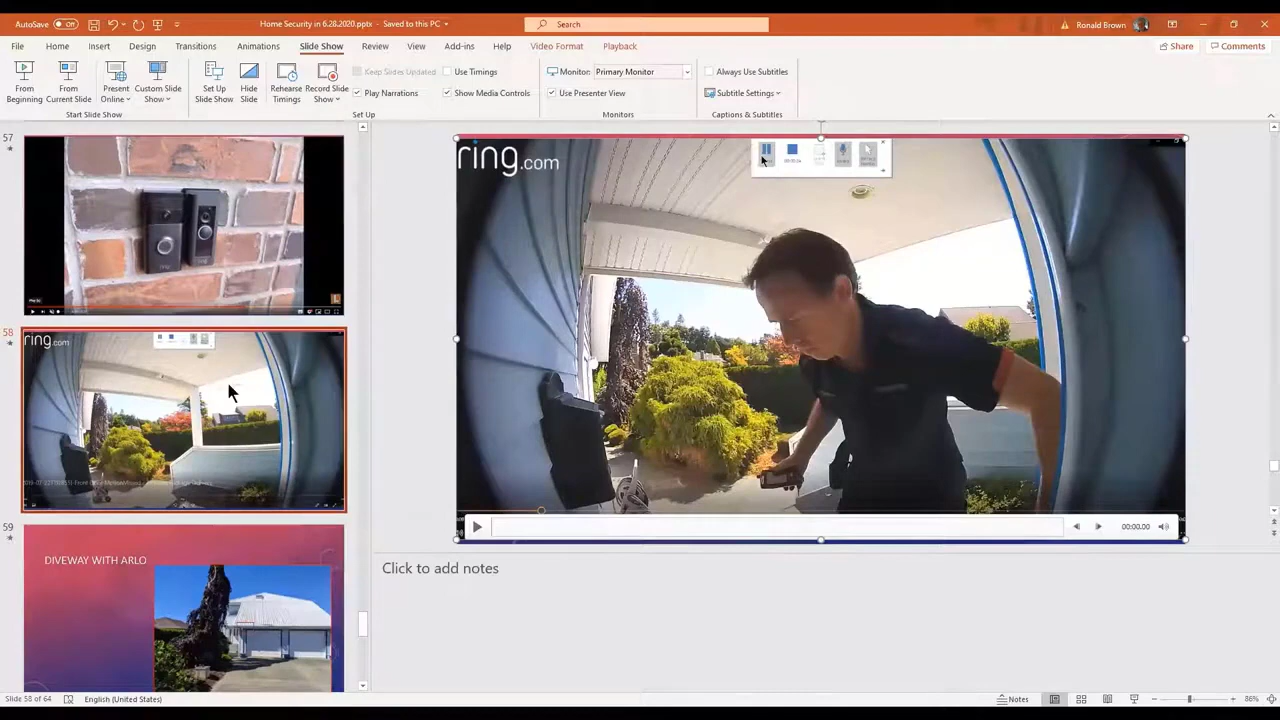 AutoSave Off Home Security in 6.28.2020.pptx - Saved to this PC Search Ronald Brown
File Home Insert Design Transitions Animations Slide Show Review View Add-ins Help Video Format Playback Share Comments
From Beginning
From Current Slide
Present Online
Custom Slide Show
Set Up Slide Show
Hide Slide
Rehearse Timings
Record Slide Show
Keep Slides Updated
Use Timings
Play Narrations
Show Media Controls
Monitor: Primary Monitor
Use Presenter View
Always Use Subtitles
Subtitle Settings
Start Slide Show
Set Up
Monitors
Captions & Subtitles
57
58
ring.com
59
DIVEWAY WITH ARLO
ring.com
00:00.00
Click to add notes
Slide 58 of 64 English (United States) Notes 86%